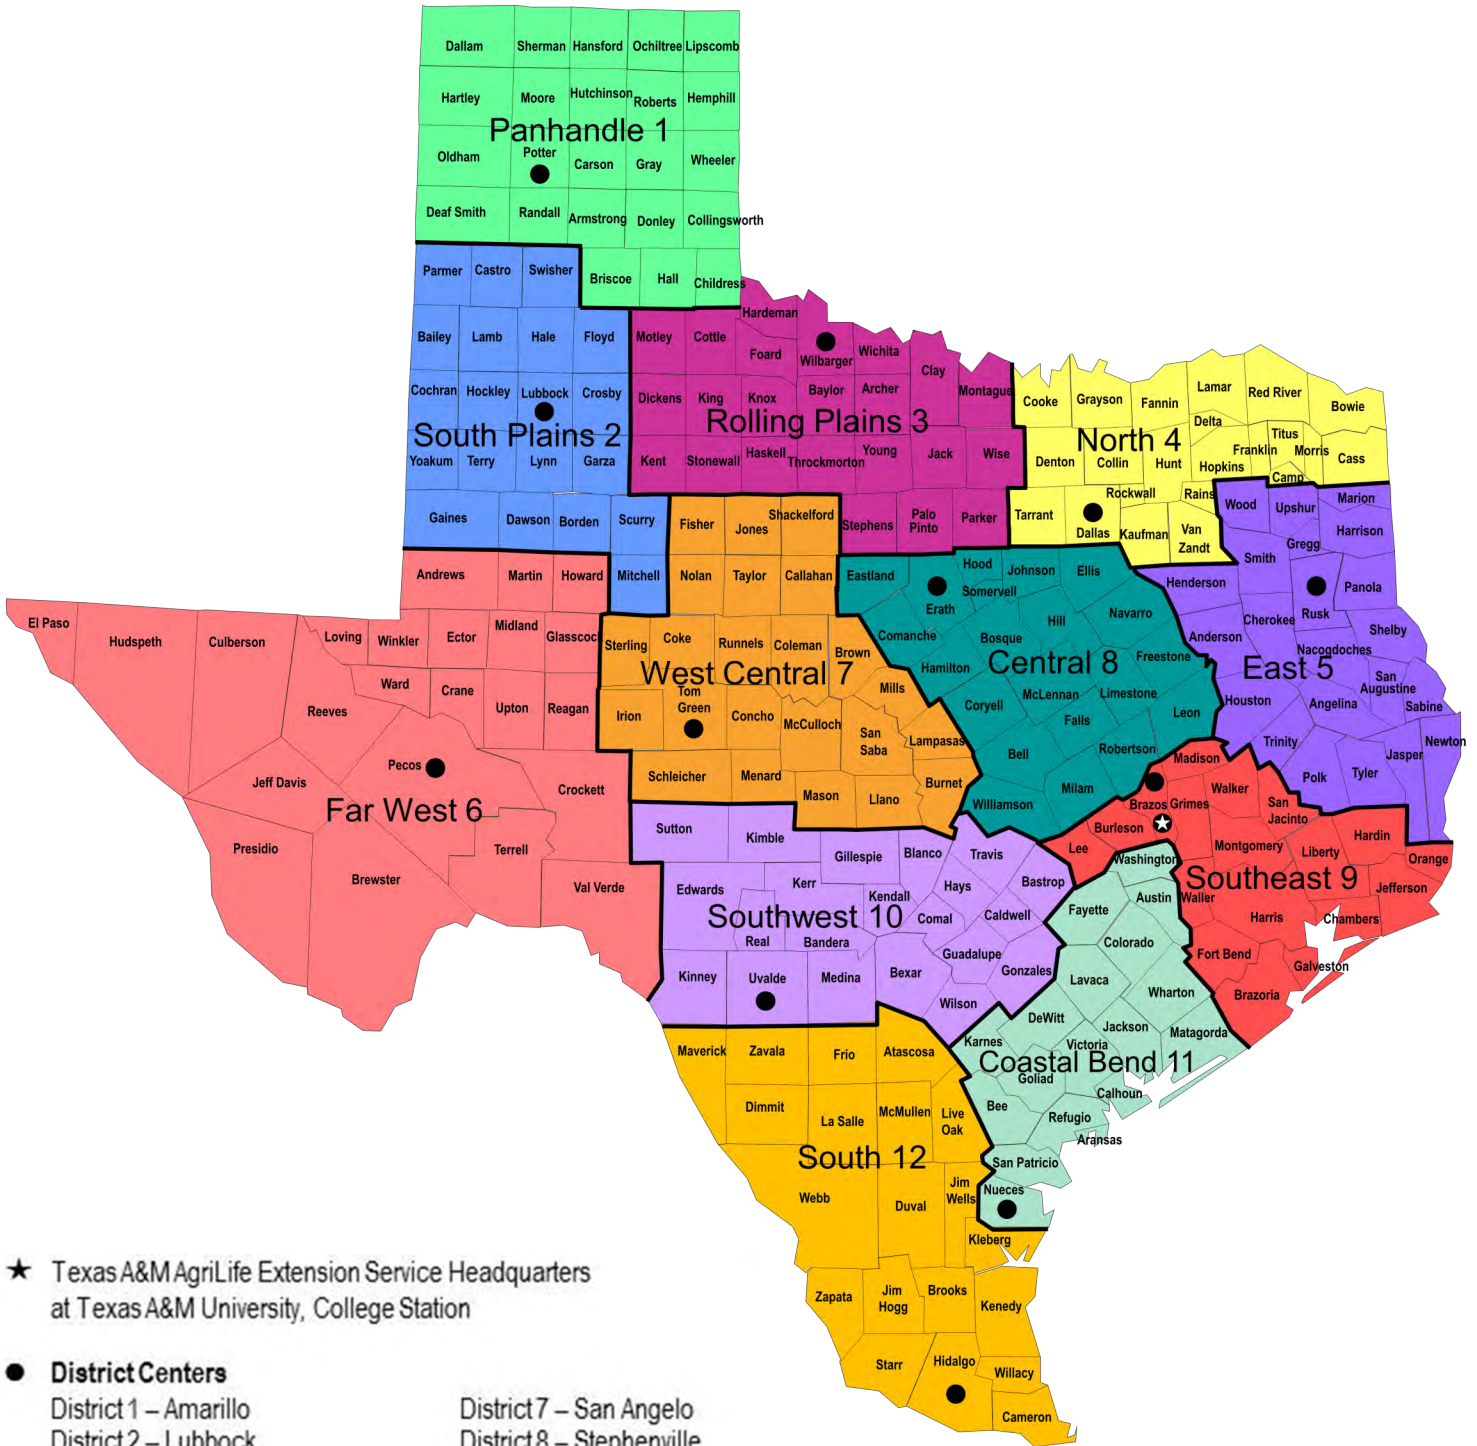 Dallam Sherman Hansford Ochiltree Lipscomb
Hartley Moore Hutchinson Roberts Hemphill
Panhandle 1
Oldham Potter Carson Gray Wheeler
Deaf Smith Randall Armstrong Donley Collingsworth
Parmer Castro Swisher Briscoe Hall Childress
Hardeman
Bailey Lamb Hale Floyd Motley Cottle Foard Wilbarger Wichita Clay
Cochran Hockley Lubbock Crosby Dickens King Knox Baylor Archer Montague Cooke Grayson Fannin Lamar Red River Bowie
South Plains 2
Rolling Plains 3
North 4
Delta Titus
Yoakum Terry Lynn Garza Kent Stonewall Haskell Throckmorton Young Jack Wise Denton Collin Hunt Hopkins Franklin Morris Cass
Camp
Gaines Dawson Borden Scurry Fisher Jones Shackelford Stephens Palo Pinto Parker Tarrant Dallas Rockwall Kaufman Rains Van Zandt Wood Upshur Marion
Gregg Harrison
Andrews Martin Howard Mitchell Nolan Taylor Callahan Eastland Erath Hood Somervell Johnson Ellis Henderson Smith Rusk Panola
El Paso Hudspeth Culberson Loving Winkler Ector Midland Glasscock Sterling Coke Runnels Coleman Brown Comanche Bosque Hill Navarro Anderson Cherokee Nacogdoches Shelby
West Central 7
Central 8
East 5
Reeves Ward Crane Upton Reagan Irion Tom Green Concho McCulloch Mills Hamilton Coryell McLennan Limestone Freestone Houston Angelina San Augustine Sabine
San Saba Lampasas Bell Falls Robertson Leon Trinity Polk Tyler Jasper Newton
Jeff Davis Pecos Crockett Schleicher Menard Mason Llano Burnet Williamson Milam Brazos Madison Grimes Walker San Jacinto
Far West 6
Presidio Brewster Terrell Val Verde Sutton Kimble Gillespie Blanco Travis Lee Burleson Washington Montgomery Liberty Hardin Orange
Southeast 9
Edwards Kerr Kendall Hays Bastrop Fayette Austin Waller Harris Chambers Jefferson
Southwest 10
Real Bandera Comal Caldwell Colorado Fort Bend Galveston
Kinney Uvalde Medina Bexar Guadalupe Gonzales Lavaca Wharton Brazoria
Wilson DeWitt Jackson Matagorda
Maverick Zavala Frio Atascosa Karnes Victoria
Coastal Bend 11
Goliad Calhoun
Dimmit La Salle McMullen Live Oak Bee Refugio Aransas
South 12
San Patricio
Webb Duval Jim Wells Nueces
Kleberg
Zapata Jim Hogg Brooks Kenedy
Starr Hidalgo Willacy
Cameron
Texas A&M AgriLife Extension Service Headquarters
at Texas A&M University, College Station
District Centers
District 1 – Amarillo District 7 – San Angelo
District 2 – Lubbock District 8 – Stephenville